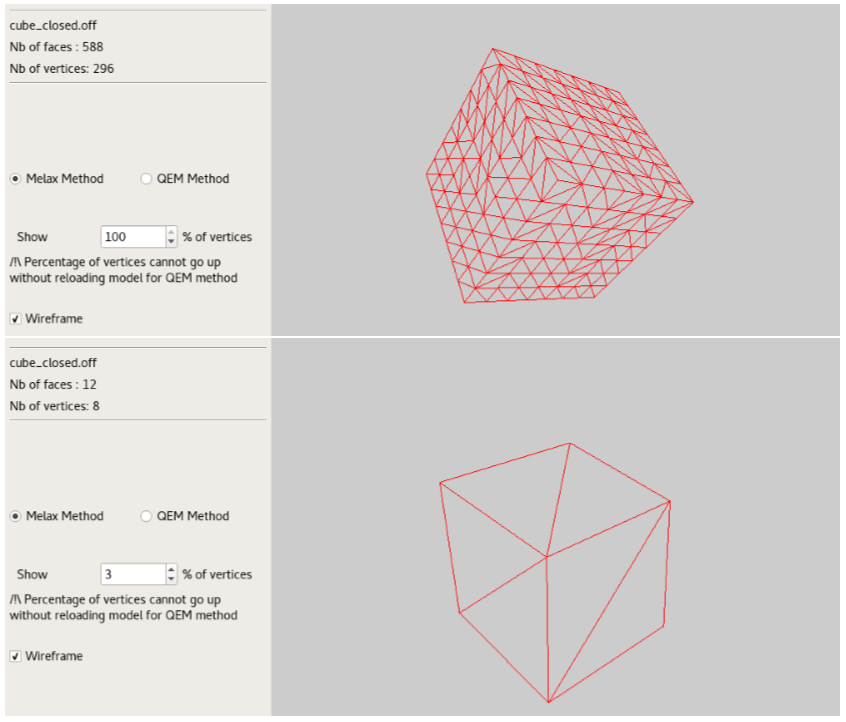 cube_closed.off
Nb of faces : 588
Nb of vertices: 296
Melax Method QEM Method
Show 100 % of vertices
/!\ Percentage of vertices cannot go up
without reloading model for QEM method
Wireframe
cube_closed.off
Nb of faces : 12
Nb of vertices: 8
Melax Method QEM Method
Show 3 % of vertices
/!\ Percentage of vertices cannot go up
without reloading model for QEM method
Wireframe